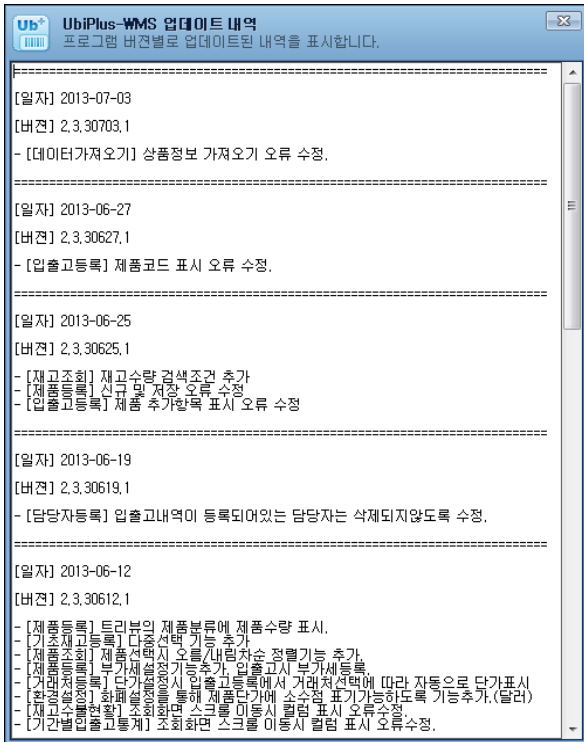 Ub+
UbiPlus-WMS 업데이트 내역
프로그램 버젼별로 업데이트된 내역을 표시합니다.
================================================================
[일자] 2013-07-03
[버젼] 2.3.30703.1
- [데이터가져오기] 상품정보 가져오기 오류 수정.
================================================================
[일자] 2013-06-27
[버젼] 2.3.30627.1
- [입출고등록] 제품코드 표시 오류 수정.
================================================================
[일자] 2013-06-25
[버젼] 2.3.30625.1
- [재고조회] 재고수량 검색조건 추가
- [제품등록] 신규 및 저장 오류 수정
- [입출고등록] 제품 추가항목 표시 오류 수정
================================================================
[일자] 2013-06-19
[버젼] 2.3.30619.1
- [담당자등록] 입출고내역이 등록되어있는 담당자는 삭제되지않도록 수정.
================================================================
[일자] 2013-06-12
[버젼] 2.3.30612.1
- [제품등록] 트리뷰의 제품분류에 제품수량 표시.
- [기초재고등록] 다중선택 기능 추가
- [제품조회] 제품선택시 오름/내림차순 정렬기능 추가.
- [제품등록] 부가세설정기능추가. 입출고시 부가세등록.
- [거래처등록] 단가설정시 입출고등록에서 거래처선택에 따라 자동으로 단가표시
- [환경설정] 화폐설정을 통해 제품단가에 소수점 표기가능하도록 기능추가.(달러)
- [재고수불현황] 조회화면 스크롤 이동시 컬럼 표시 오류수정.
- [기간별입출고통계] 조회화면 스크롤 이동시 컬럼 표시 오류수정.